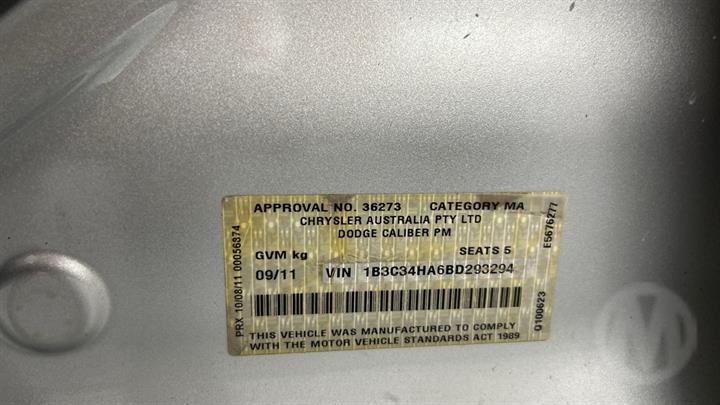 APPROVAL NO. 36273 CATEGORY MA
CHRYSLER AUSTRALIA PTY LTD
DODGE CALIBER PM
GVM kg SEATS 5
09/11 VIN 1B3C34HA6BD293294
THIS VEHICLE WAS MANUFACTURED TO COMPLY
WITH THE MOTOR VEHICLE STANDARDS ACT 1989
PRX 10/08/11 00056874
E5676277
Q100623
M